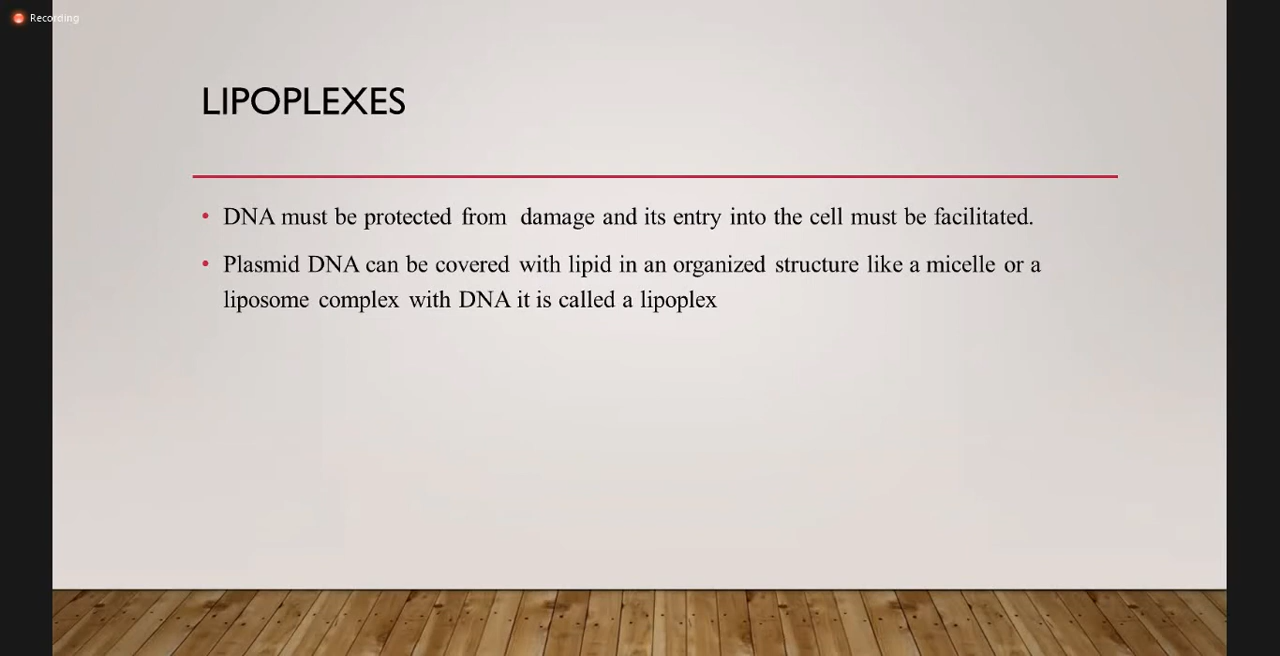 Recording
LIPOPLEXES
• DNA must be protected from damage and its entry into the cell must be facilitated.
• Plasmid DNA can be covered with lipid in an organized structure like a micelle or a
liposome complex with DNA it is called a lipoplex